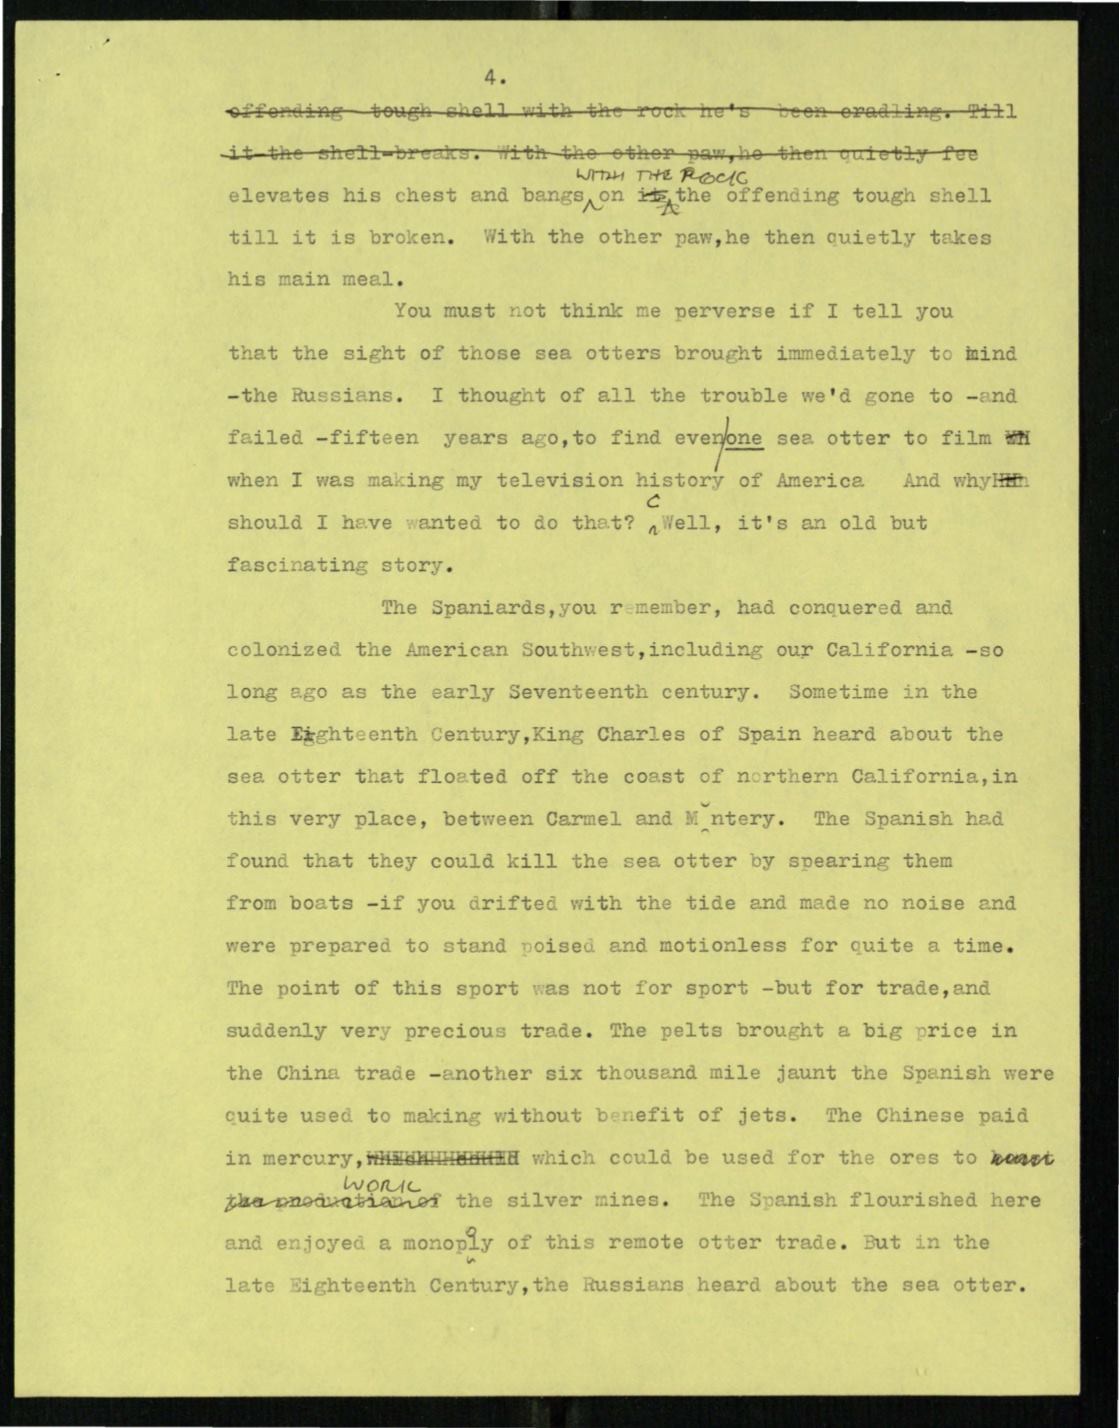 4.
offending tough shell with the rock he's been cradling. Till
it the shell-breaks. With the other paw,he then quietly fee
WITH THE ROCK
elevates his chest and bangs on its the offending tough shell
till it is broken. With the other paw,he then quietly takes
his main meal.
You must not think me perverse if I tell you
that the sight of those sea otters brought immediately to mind
-the Russians. I thought of all the trouble we'd gone to -and
failed -fifteen years ago,to find even/one sea otter to film
when I was making my television history of America And why
C
should I have wanted to do that? Well, it's an old but
fascinating story.
The Spaniards,you remember, had conquered and
colonized the American Southwest,including our California -so
long ago as the early Seventeenth century. Sometime in the
late Eighteenth Century,King Charles of Spain heard about the
sea otter that floated off the coast of northern California,in
this very place, between Carmel and M ntery. The Spanish had
found that they could kill the sea otter by spearing them
from boats -if you drifted with the tide and made no noise and
were prepared to stand poised and motionless for quite a time.
The point of this sport was not for sport -but for trade,and
suddenly very precious trade. The pelts brought a big price in
the China trade -another six thousand mile jaunt the Spanish were
quite used to making without benefit of jets. The Chinese paid
in mercury, which could be used for the ores to
WORK
the production of the silver mines. The Spanish flourished here
and enjoyed a monoply of this remote otter trade. But in the
late Eighteenth Century,the Russians heard about the sea otter.